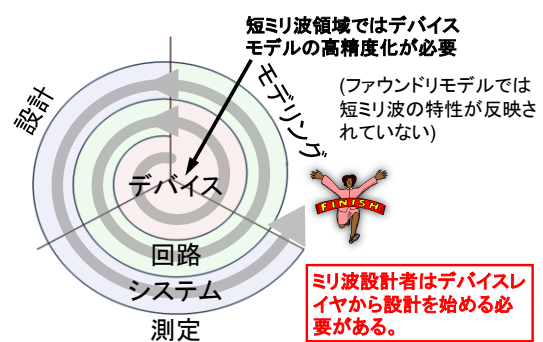 短ミリ波領域ではデバイス
モデルの高精度化が必要
(ファウンドリモデルでは
短ミリ波の特性が反映さ
れていない)
設計
モデリング
デバイス
FINISH
回路
システム
測定
ミリ波設計者はデバイスレ
イヤから設計を始める必
要がある。